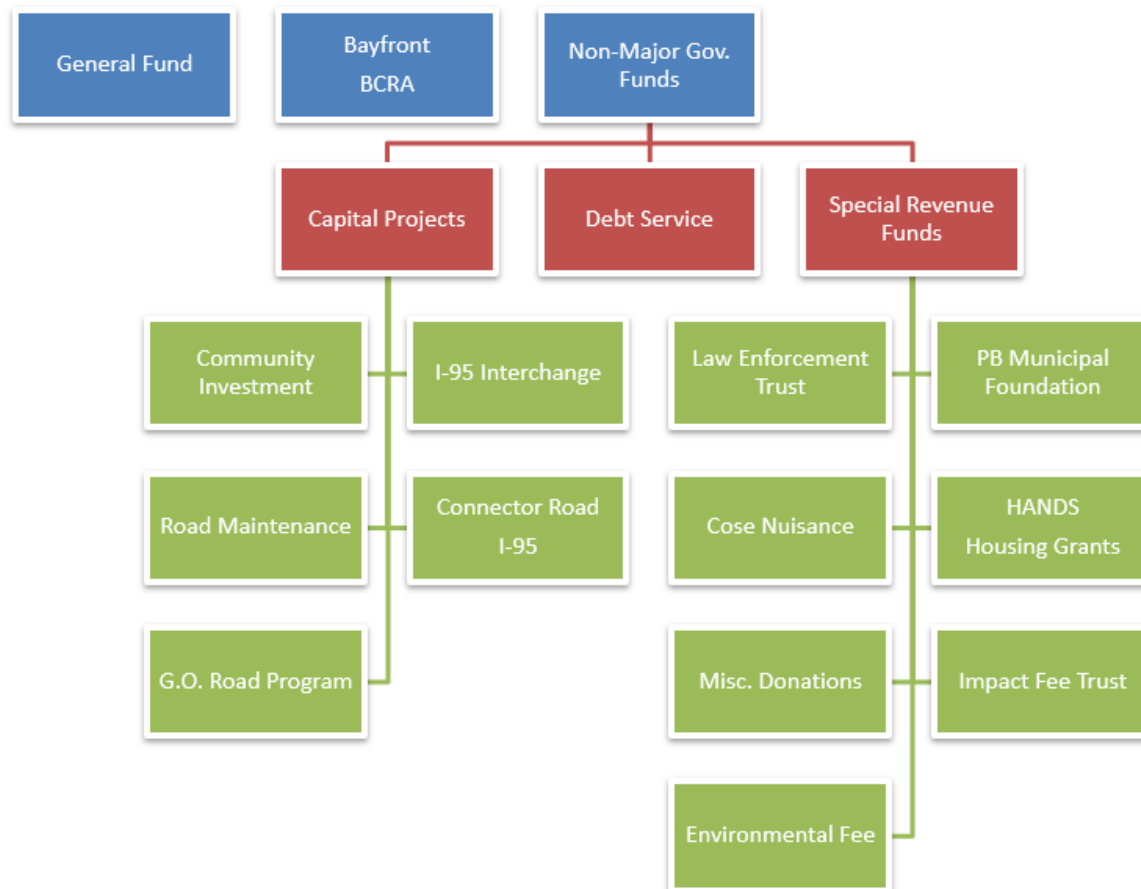 General Fund
Bayfront
BCRA
Non-Major Gov.
Funds
Capital Projects
Debt Service
Special Revenue
Funds
Community
Investment
I-95 Interchange
Law Enforcement
Trust
PB Municipal
Foundation
Road Maintenance
Connector Road
I-95
Cose Nuisance
HANDS
Housing Grants
G.O. Road Program
Misc. Donations
Impact Fee Trust
Environmental Fee